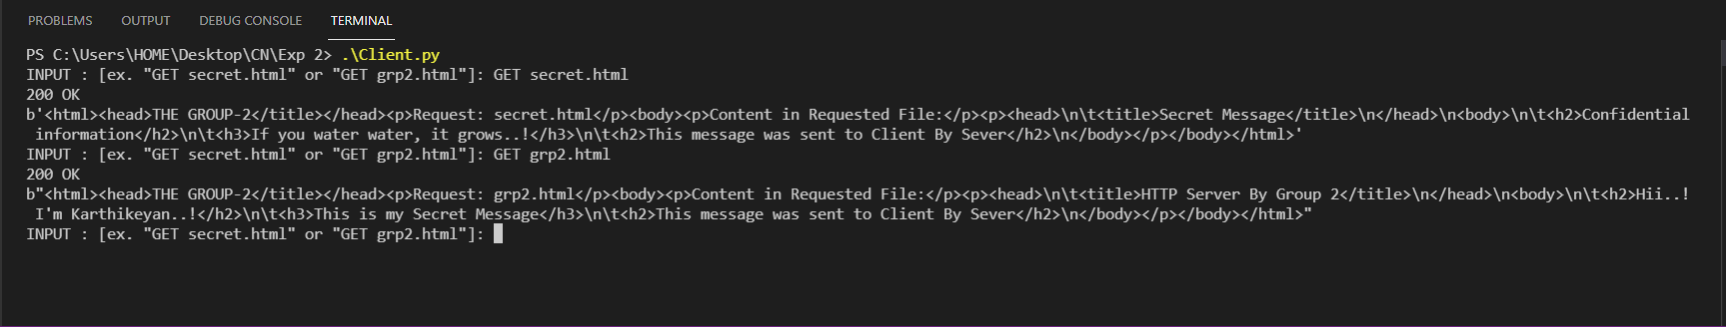 PROBLEMS OUTPUT DEBUG CONSOLE TERMINAL
PS C:\Users\HOME\Desktop\CN\Exp 2> .\Client.py
INPUT : [ex. "GET secret.html" or "GET grp2.html"]: GET secret.html
200 OK
b'<html><head>THE GROUP-2</title></head><p>Request: secret.html</p><body><p>Content in Requested File:</p><p><head>\n\t<title>Secret Message</title>\n</head>\n<body>\n\t<h2>Confidential
 information</h2>\n\t<h3>If you water water, it grows..!</h3>\n\t<h2>This message was sent to Client By Sever</h2>\n</body></p></body></html>'
INPUT : [ex. "GET secret.html" or "GET grp2.html"]: GET grp2.html
200 OK
b"<html><head>THE GROUP-2</title></head><p>Request: grp2.html</p><body><p>Content in Requested File:</p><p><head>\n\t<title>HTTP Server By Group 2</title>\n</head>\n<body>\n\t<h2>Hii..!
 I'm Karthikeyan..!</h2>\n\t<h3>This is my Secret Message</h3>\n\t<h2>This message was sent to Client By Sever</h2>\n</body></p></body></html>"
INPUT : [ex. "GET secret.html" or "GET grp2.html"]: